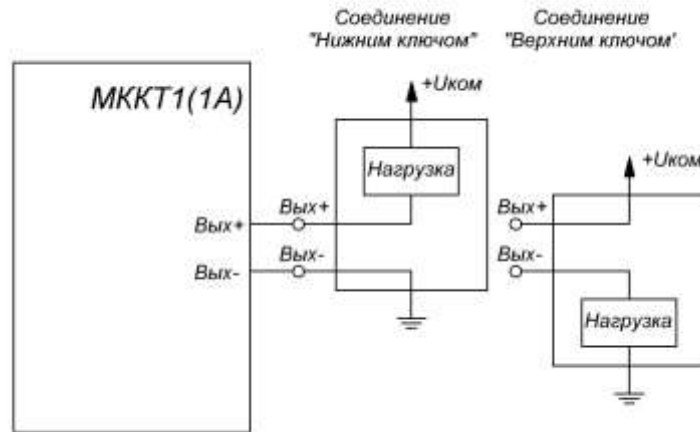 Соединение
"Нижним ключом"
Соединение
"Верхним ключом'
МККТ1(1А)
+Uком
Нагрузка
+Uком
Вых+
Вых+
Вых+
Вых-
Вых-
Вых-
Нагрузка